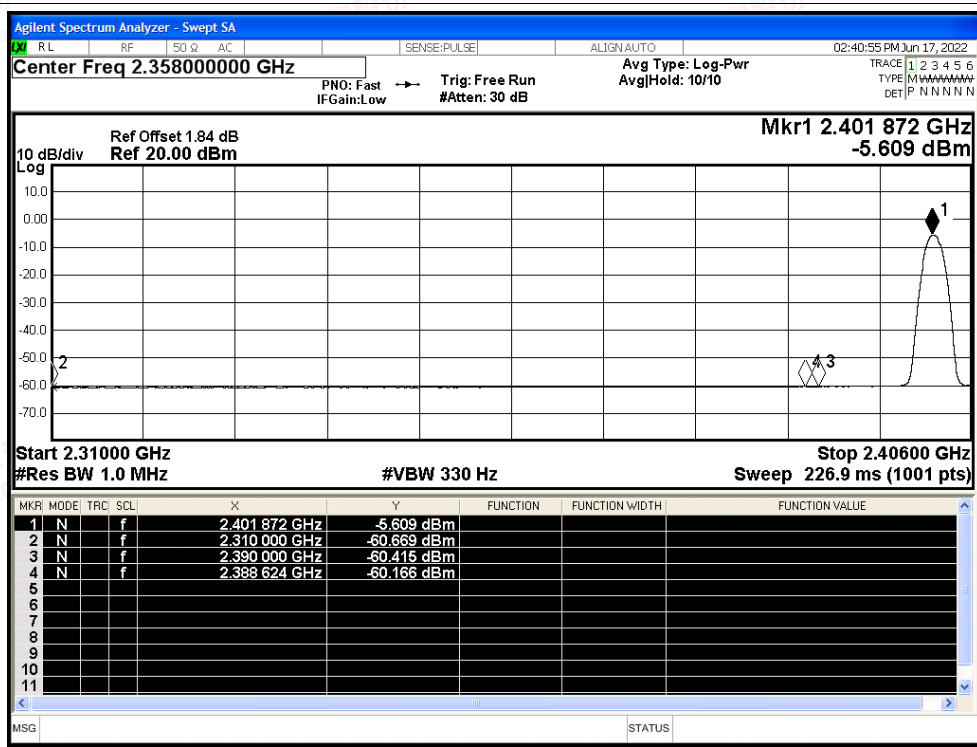 Agilent Spectrum Analyzer - Swept SA
LXI RL RF 50 Ω AC SENSE:PULSE ALIGN AUTO 02:40:55 PM Jun 17, 2022
Center Freq 2.358000000 GHz
PNO: Fast
IFGain:Low
Trig: Free Run
#Atten: 30 dB
Avg Type: Log-Pwr
Avg|Hold: 10/10
TRACE 1 2 3 4 5 6
TYPE M WWWWW
DET P N N N N N
Ref Offset 1.84 dB
10 dB/div Ref 20.00 dBm
Log
Mkr1 2.401 872 GHz
-5.609 dBm
10.0
0.00
-10.0
-20.0
-30.0
-40.0
-50.0
-60.0
-70.0
1
2
4 3
Start 2.31000 GHz Stop 2.40600 GHz
#Res BW 1.0 MHz #VBW 330 Hz Sweep 226.9 ms (1001 pts)
MKR MODE TRC SCL X Y FUNCTION FUNCTION WIDTH FUNCTION VALUE
1 N f 2.401 872 GHz -5.609 dBm
2 N f 2.310 000 GHz -60.669 dBm
3 N f 2.390 000 GHz -60.415 dBm
4 N f 2.388 624 GHz -60.166 dBm
5
6
7
8
9
10
11
MSG STATUS